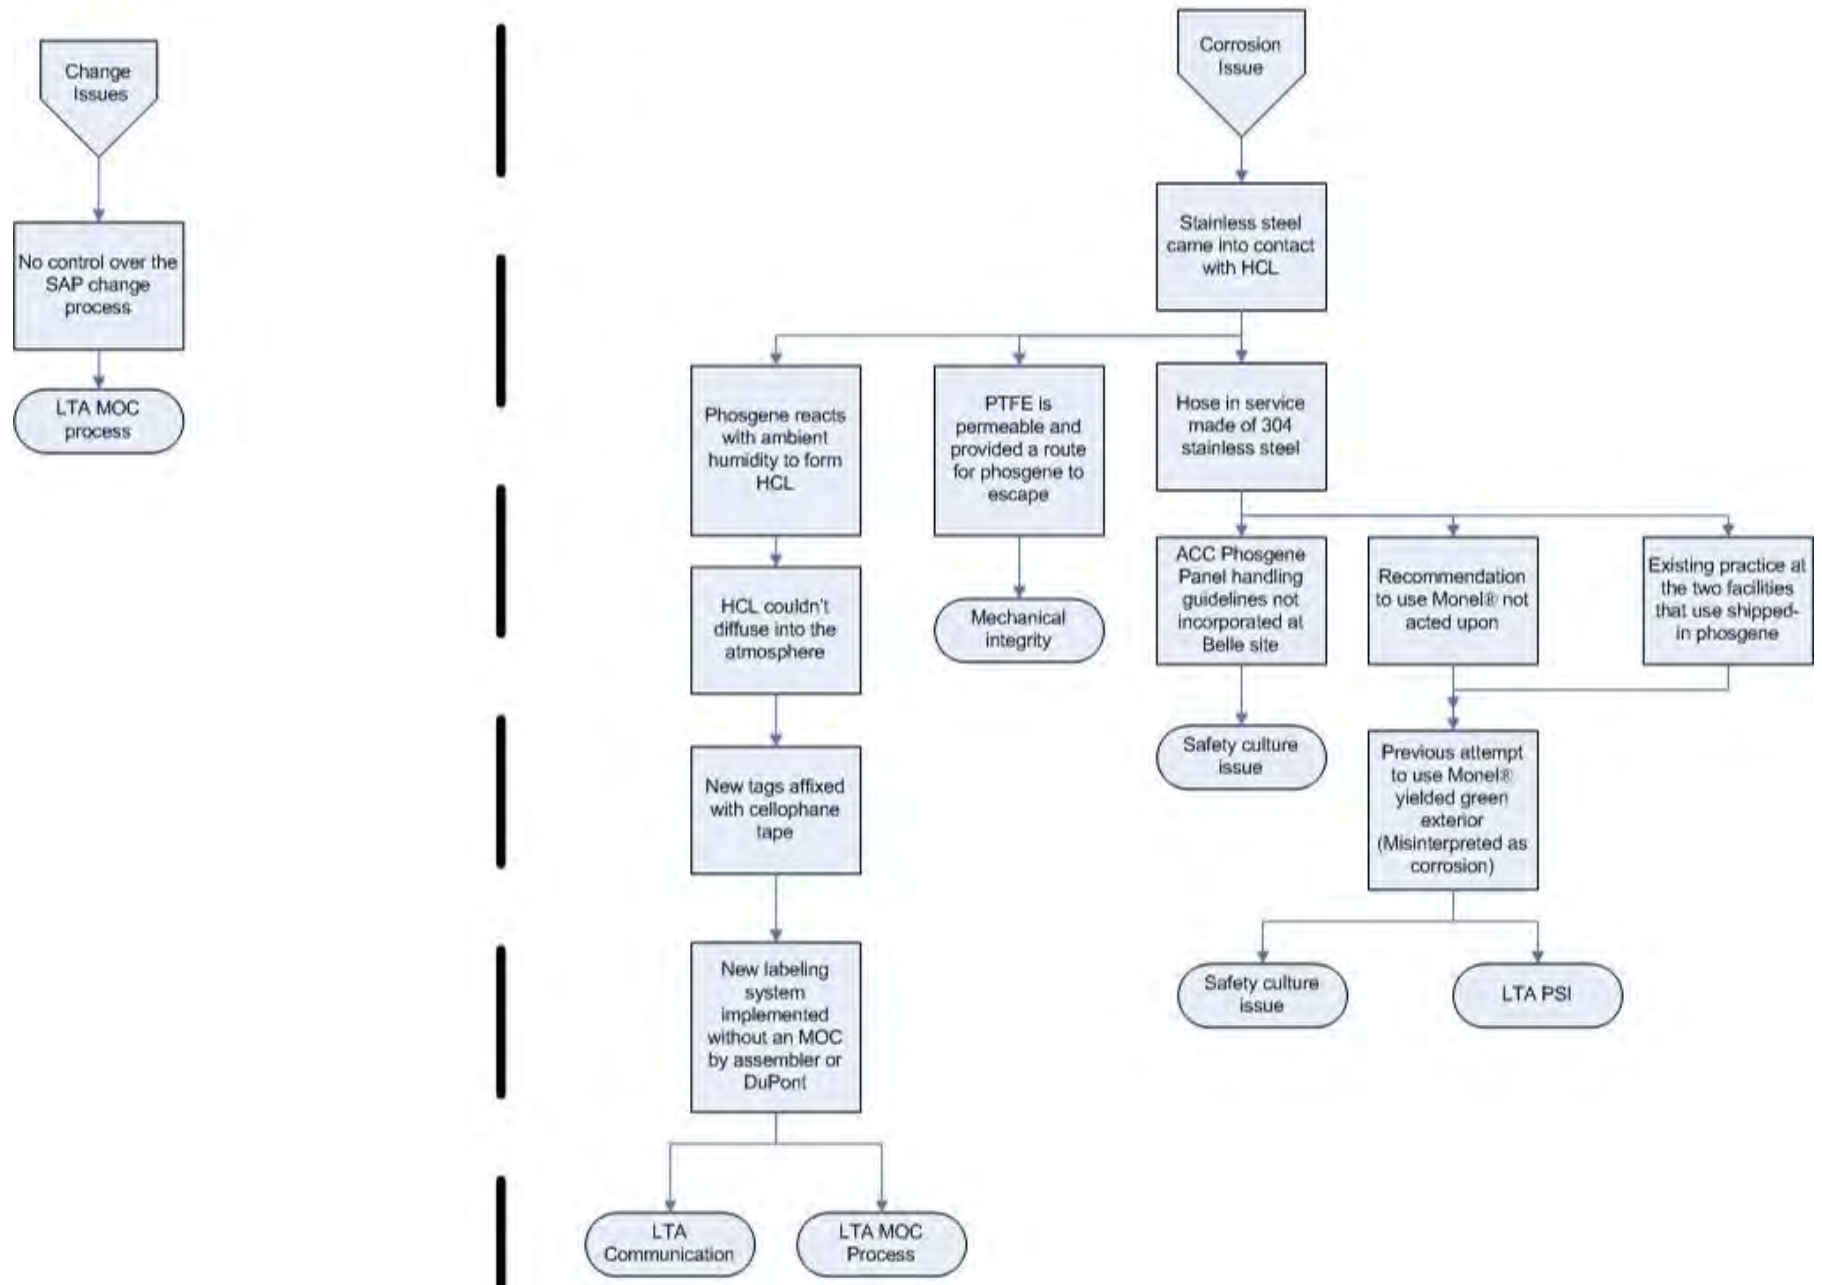 Change
Issues
No control over the
SAP change
process
LTA MOC
process
Corrosion
Issue
Stainless steel
came into contact
with HCL
Phosgene reacts
with ambient
humidity to form
HCL
PTFE is
permeable and
provided a route
for phosgene to
escape
Hose in service
made of 304
stainless steel
HCL couldn't
diffuse into the
atmosphere
Mechanical
integrity
ACC Phosgene
Panel handling
guidelines not
incorporated at
Belle site
Recommendation
to use Monel® not
acted upon
Existing practice at
the two facilities
that use shipped-
in phosgene
New tags affixed
with cellophane
tape
Safety culture
issue
Previous attempt
to use Monel®
yielded green
exterior
(Misinterpreted as
corrosion)
New labeling
system
implemented
without an MOC
by assembler or
DuPont
Safety culture
issue
LTA PSI
LTA
Communication
LTA MOC
Process